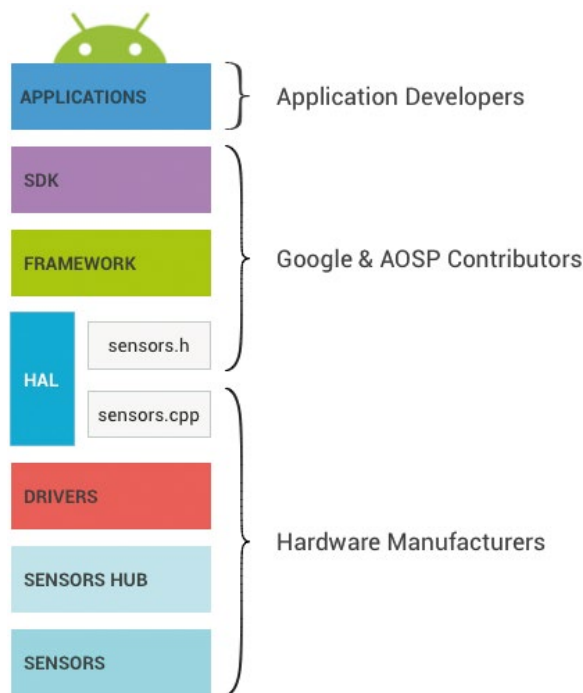 APPLICATIONS
Application Developers
SDK
FRAMEWORK
Google & AOSP Contributors
HAL
sensors.h
sensors.cpp
DRIVERS
SENSORS HUB
SENSORS
Hardware Manufacturers